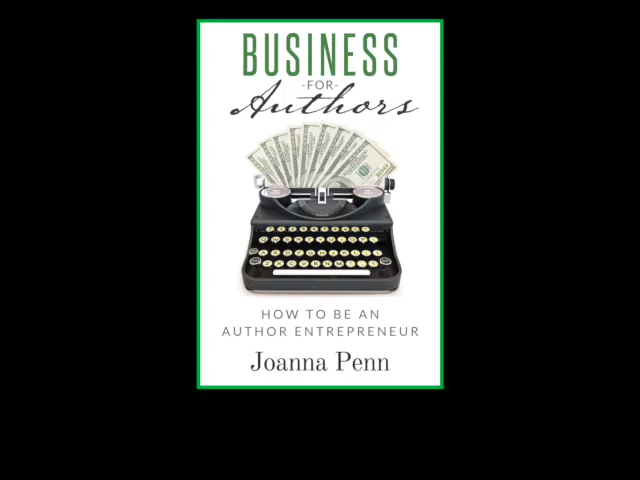 BUSINESS
-FOR-
Authors
HOW TO BE AN
AUTHOR ENTREPRENEUR
Joanna Penn